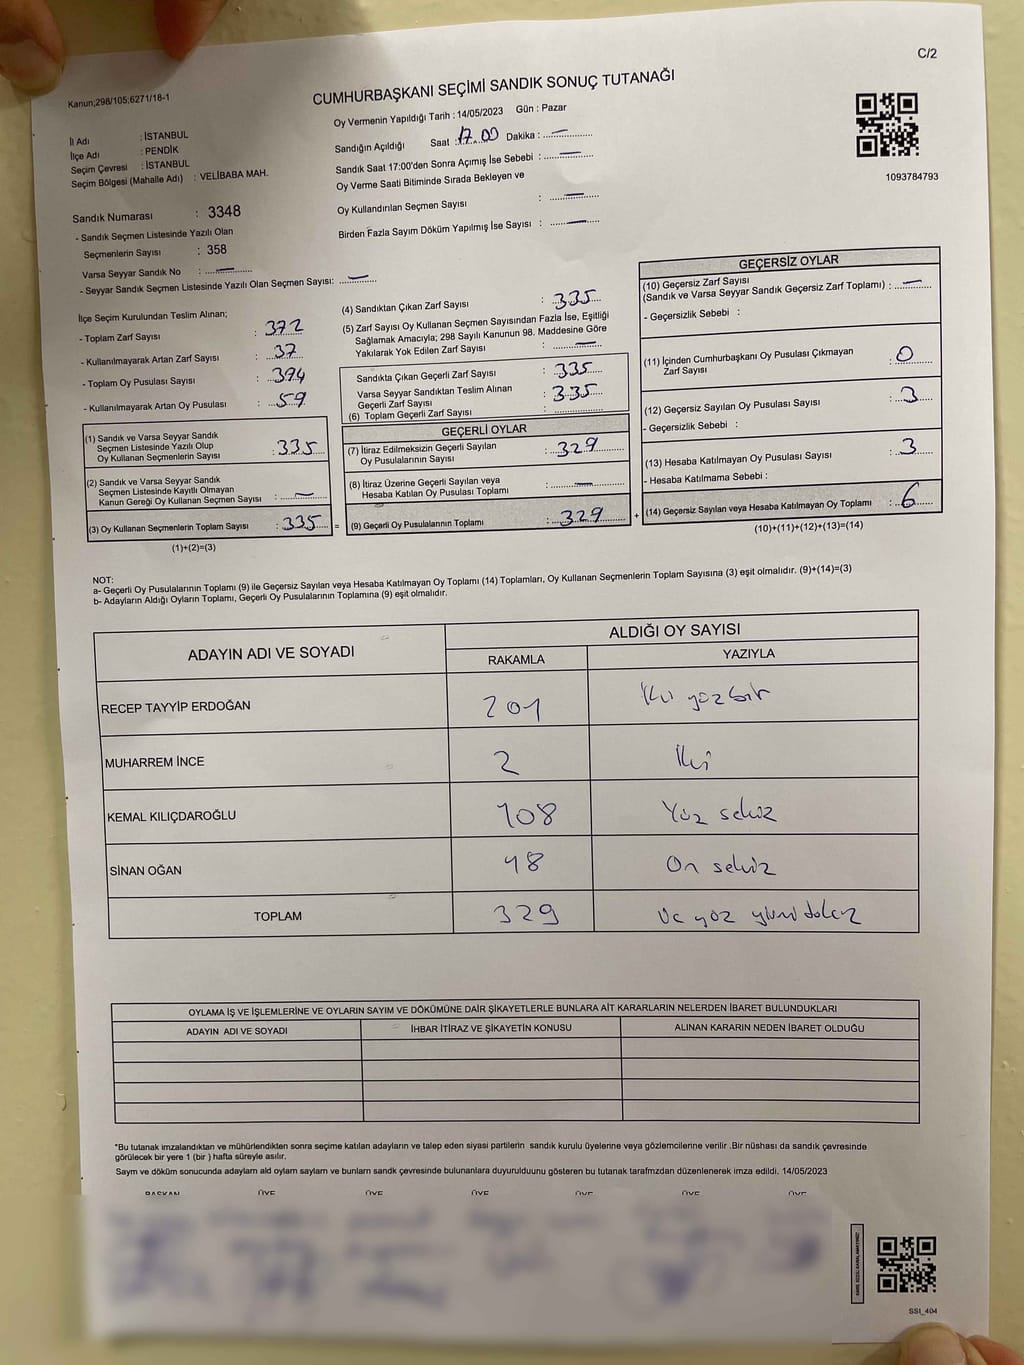 C/2
Kanun;298/105;6271/18-1
CUMHURBAŞKANI SEÇİMİ SANDIK SONUÇ TUTANAĞI
Oy Vermenin Yapıldığı Tarih : 14/05/2023 Gün : Pazar
İl Adı : İSTANBUL
İlçe Adı : PENDİK
Seçim Çevresi : İSTANBUL
Seçim Bölgesi (Mahalle Adı) : VELİBABA MAH.
Sandığın Açıldığı Saat : 17.00 Dakika : —
Sandık Saat 17:00'den Sonra Açımış İse Sebebi : —
Oy Verme Saati Bitiminde Sırada Bekleyen ve
Oy Kullandırılan Seçmen Sayısı : —
Birden Fazla Sayım Döküm Yapılmış İse Sayısı : —
1093784793
Sandık Numarası : 3348
- Sandık Seçmen Listesinde Yazılı Olan
Seçmenlerin Sayısı : 358
Varsa Seyyar Sandık No : —
- Seyyar Sandık Seçmen Listesinde Yazılı Olan Seçmen Sayısı: —
İlçe Seçim Kurulundan Teslim Alınan;
- Toplam Zarf Sayısı : 372
- Kullanılmayarak Artan Zarf Sayısı : 37
- Toplam Oy Pusulası Sayısı : 394
- Kullanılmayarak Artan Oy Pusulası : 59
(1) Sandık ve Varsa Seyyar Sandık
Seçmen Listesinde Yazılı Olup
Oy Kullanan Seçmenlerin Sayısı : 335
(2) Sandık ve Varsa Seyyar Sandık
Seçmen Listesinde Kayıtlı Olmayan
Kanun Gereği Oy Kullanan Seçmen Sayısı : —
(3) Oy Kullanan Seçmenlerin Toplam Sayısı : 335 =
(1)+(2)=(3)
(4) Sandıktan Çıkan Zarf Sayısı : 335
(5) Zarf Sayısı Oy Kullanan Seçmen Sayısından Fazla İse, Eşitliği
Sağlamak Amacıyla; 298 Sayılı Kanunun 98. Maddesine Göre
Yakılarak Yok Edilen Zarf Sayısı : —
Sandıkta Çıkan Geçerli Zarf Sayısı : 335
Varsa Seyyar Sandıktan Teslim Alınan
Geçerli Zarf Sayısı : 335
(6) Toplam Geçerli Zarf Sayısı :
GEÇERLİ OYLAR
(7) İtiraz Edilmeksizin Geçerli Sayılan
Oy Pusulalarının Sayısı : 329
(8) İtiraz Üzerine Geçerli Sayılan veya
Hesaba Katılan Oy Pusulası Toplamı : —
(9) Geçerli Oy Pusulalarının Toplamı : 329 +
GEÇERSİZ OYLAR
(10) Geçersiz Zarf Sayısı
(Sandık ve Varsa Seyyar Sandık Geçersiz Zarf Toplamı) : —
- Geçersizlik Sebebi :
(11) İçinden Cumhurbaşkanı Oy Pusulası Çıkmayan
Zarf Sayısı : 0
(12) Geçersiz Sayılan Oy Pusulası Sayısı : 3
- Geçersizlik Sebebi :
(13) Hesaba Katılmayan Oy Pusulası Sayısı : 3
- Hesaba Katılmama Sebebi :
(14) Geçersiz Sayılan veya Hesaba Katılmayan Oy Toplamı : 6
(10)+(11)+(12)+(13)=(14)
NOT:
a- Geçerli Oy Pusulalarının Toplamı (9) ile Geçersiz Sayılan veya Hesaba Katılmayan Oy Toplamı (14) Toplamları, Oy Kullanan Seçmenlerin Toplam Sayısına (3) eşit olmalıdır. (9)+(14)=(3)
b- Adayların Aldığı Oyların Toplamı, Geçerli Oy Pusulalarının Toplamına (9) eşit olmalıdır.
ADAYIN ADI VE SOYADI ALDIĞI OY SAYISI
RAKAMLA YAZIYLA
RECEP TAYYİP ERDOĞAN 201 İki yüz bir
MUHARREM İNCE 2 İki
KEMAL KILIÇDAROĞLU 108 Yüz sekiz
SİNAN OĞAN 18 On sekiz
TOPLAM 329 Üç yüz yirmi dokuz
OYLAMA İŞ VE İŞLEMLERİNE VE OYLARIN SAYIM VE DÖKÜMÜNE DAİR ŞİKAYETLERLE BUNLARA AİT KARARLARIN NELERDEN İBARET BULUNDUKLARI
ADAYIN ADI VE SOYADI İHBAR İTİRAZ VE ŞİKAYETİN KONUSU ALINAN KARARIN NEDEN İBARET OLDUĞU
*Bu tutanak imzalandıktan ve mühürlendikten sonra seçime katılan adayların ve talep eden siyasi partilerin sandık kurulu üyelerine veya gözlemcilerine verilir .Bir nüshası da sandık çevresinde
görülecek bir yere 1 (bir ) hafta süreyle asılır.
Sayım ve döküm sonucunda adaylam ald oylam saylam ve bunlam sandk çevresinde bulunanlara duyurulduunu gösteren bu tutanak tarafmzdan düzenlenerek imza edildi. 14/05/2023
BAŞKAN ÜYE ÜYE ÜYE ÜYE ÜYE ÜYE
SSI_404